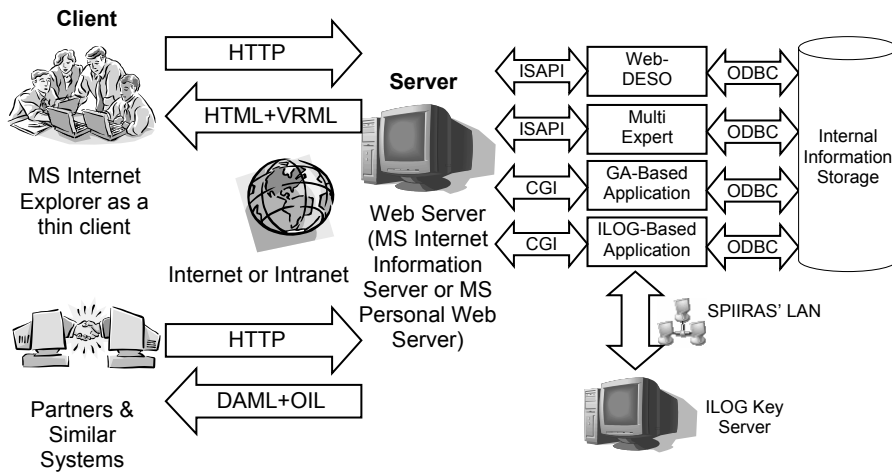 Client
HTTP
HTML+VRML
MS Internet
Explorer as a
thin client
Internet or Intranet
HTTP
DAML+OIL
Partners &
Similar
Systems
Server
Web Server
(MS Internet
Information
Server or MS
Personal Web
Server)
ISAPI
Web-
DESO
ODBC
ISAPI
Multi
Expert
ODBC
CGI
GA-Based
Application
ODBC
CGI
ILOG-Based
Application
ODBC
Internal
Information
Storage
SPIIRAS' LAN
ILOG Key
Server